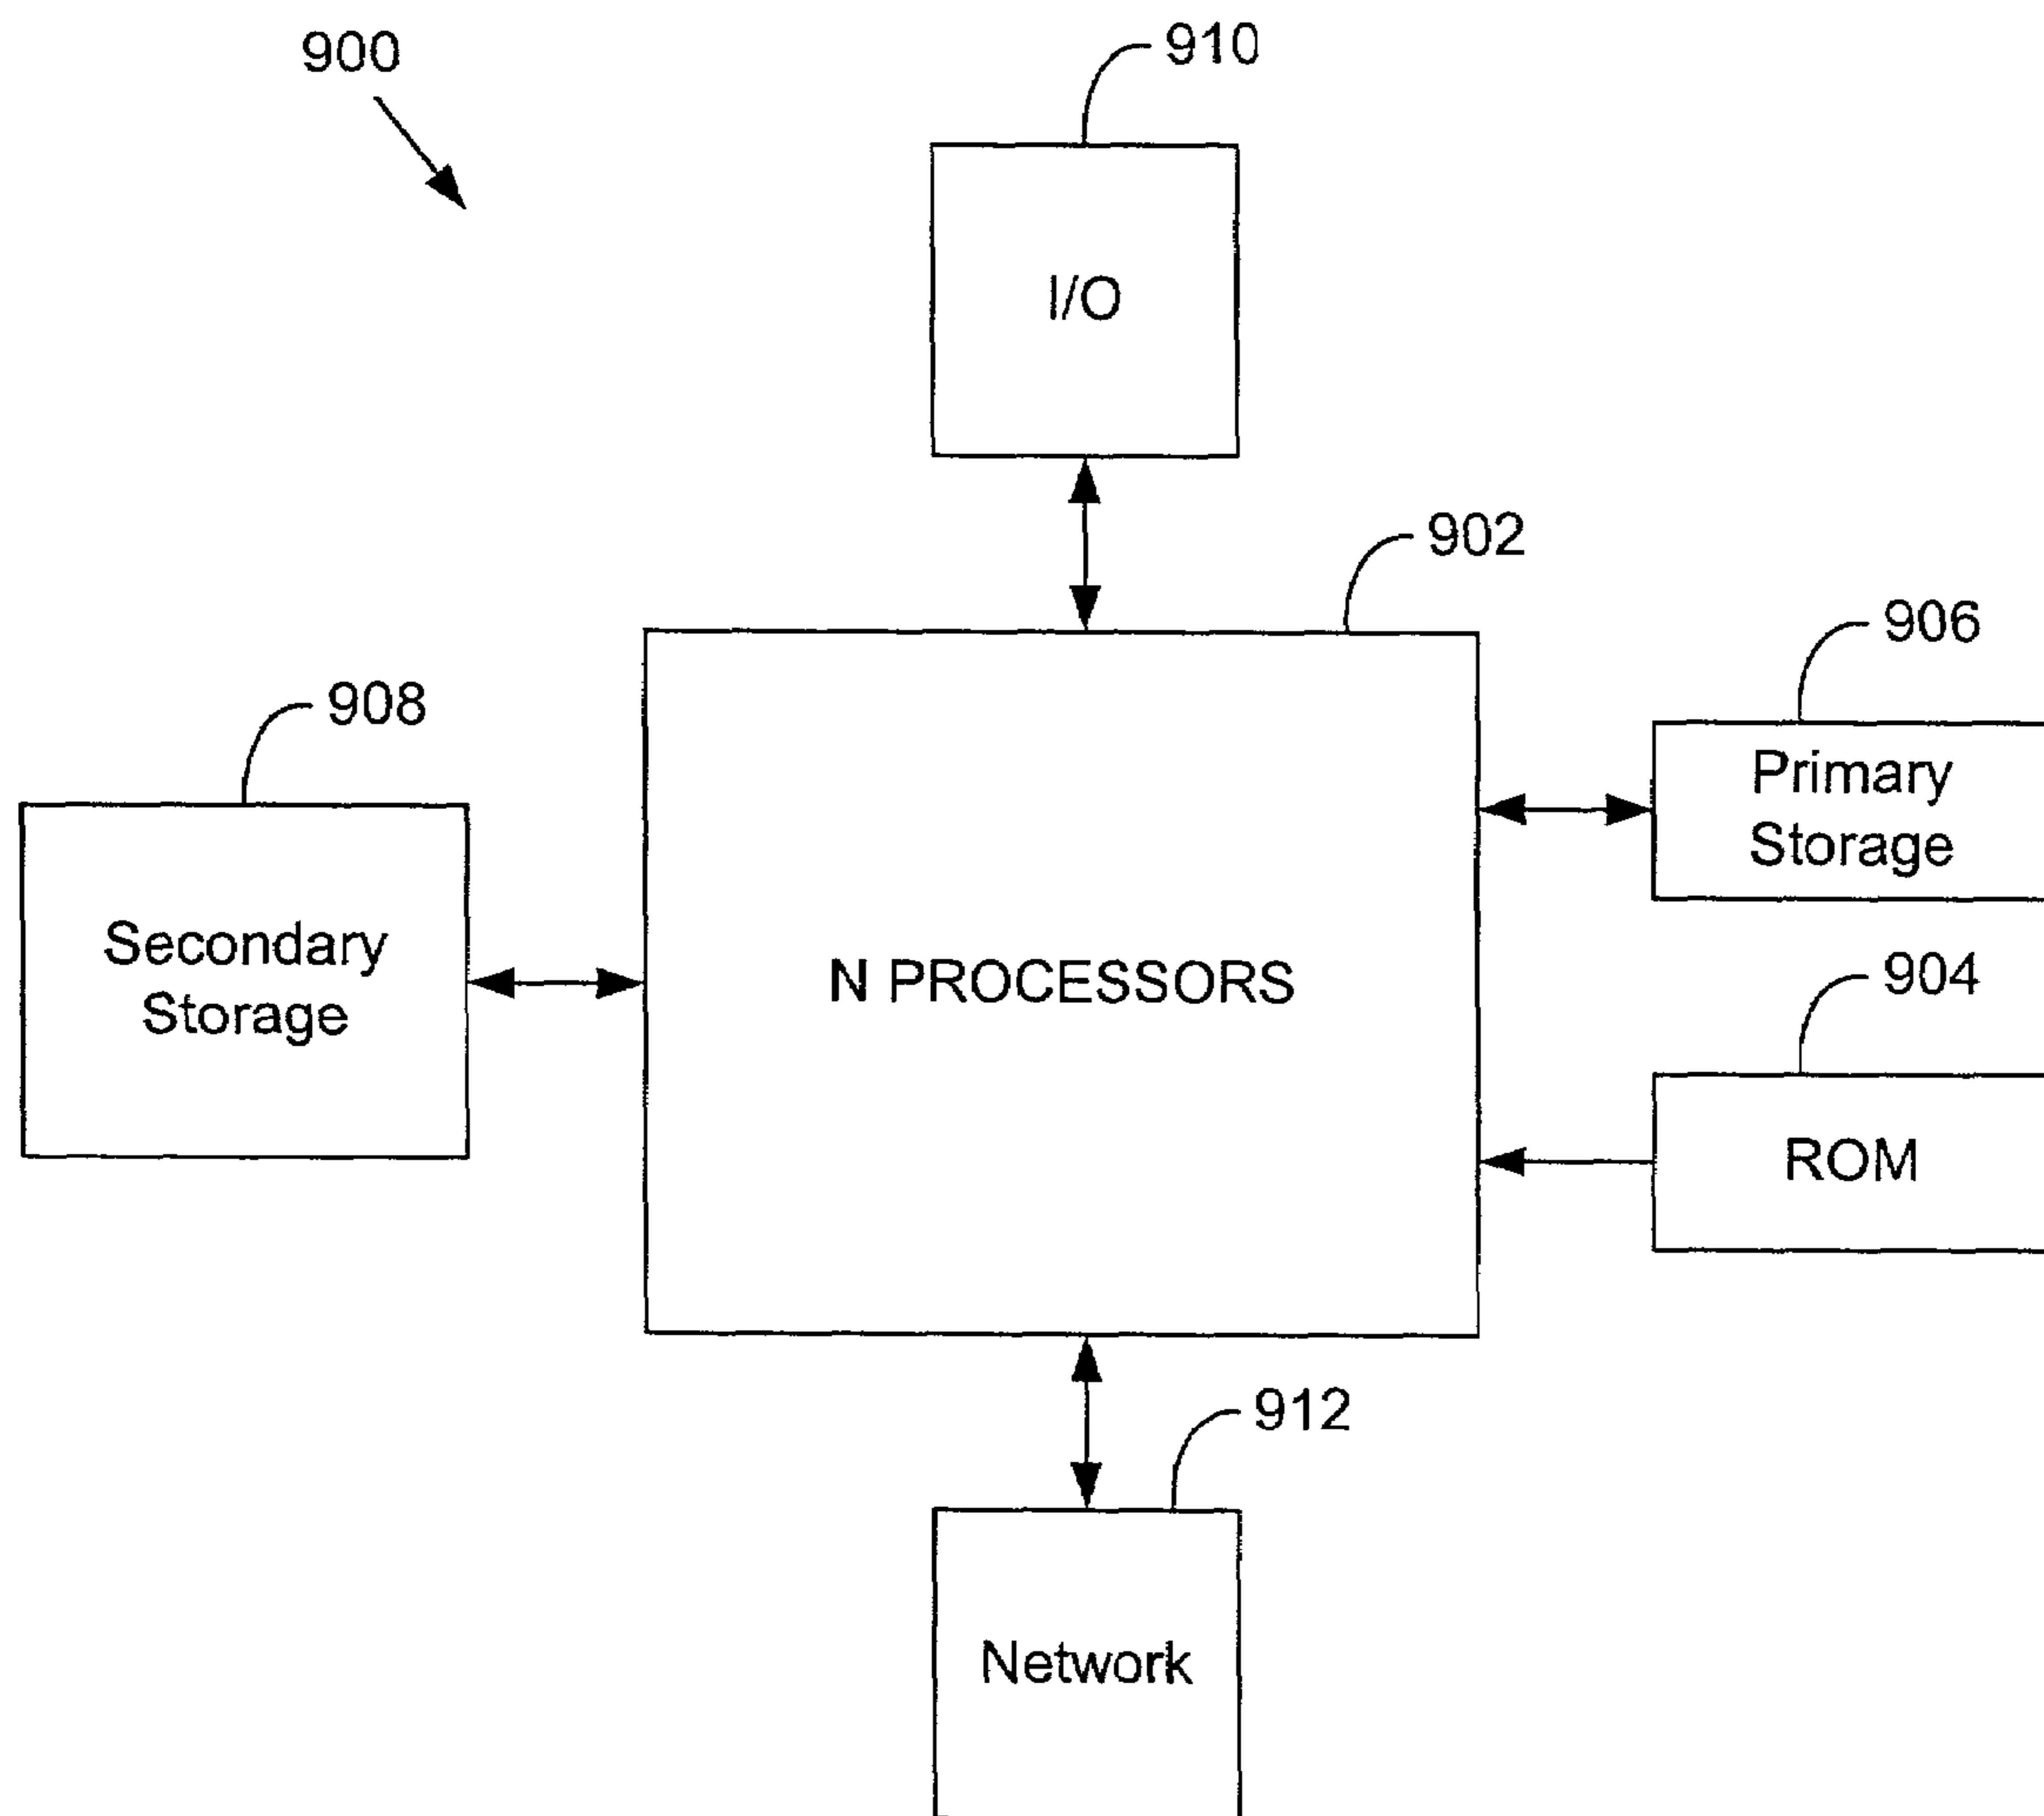 900
910
I/O
902
906
908
Primary
Storage
Secondary
Storage
N PROCESSORS
904
ROM
912
Network